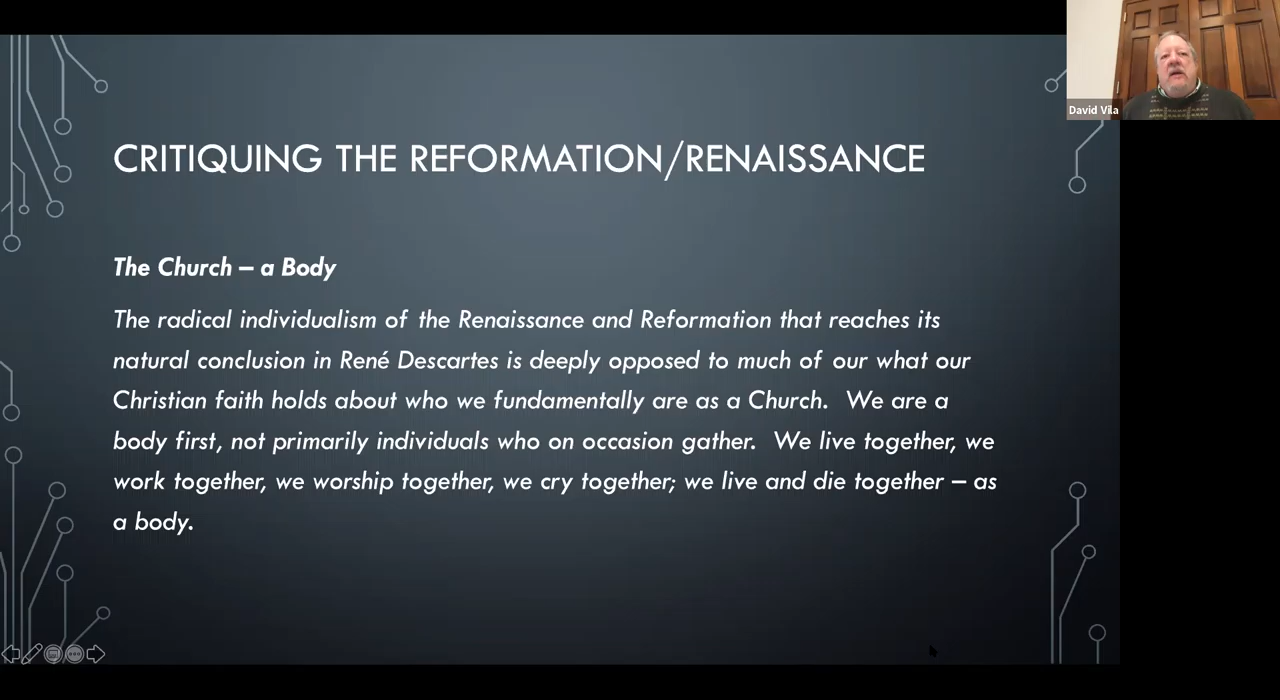 David Vila
CRITIQUING THE REFORMATION/RENAISSANCE
The Church – a Body
The radical individualism of the Renaissance and Reformation that reaches its
natural conclusion in René Descartes is deeply opposed to much of our what our
Christian faith holds about who we fundamentally are as a Church.  We are a
body first, not primarily individuals who on occasion gather.  We live together, we
work together, we worship together, we cry together; we live and die together – as
a body.